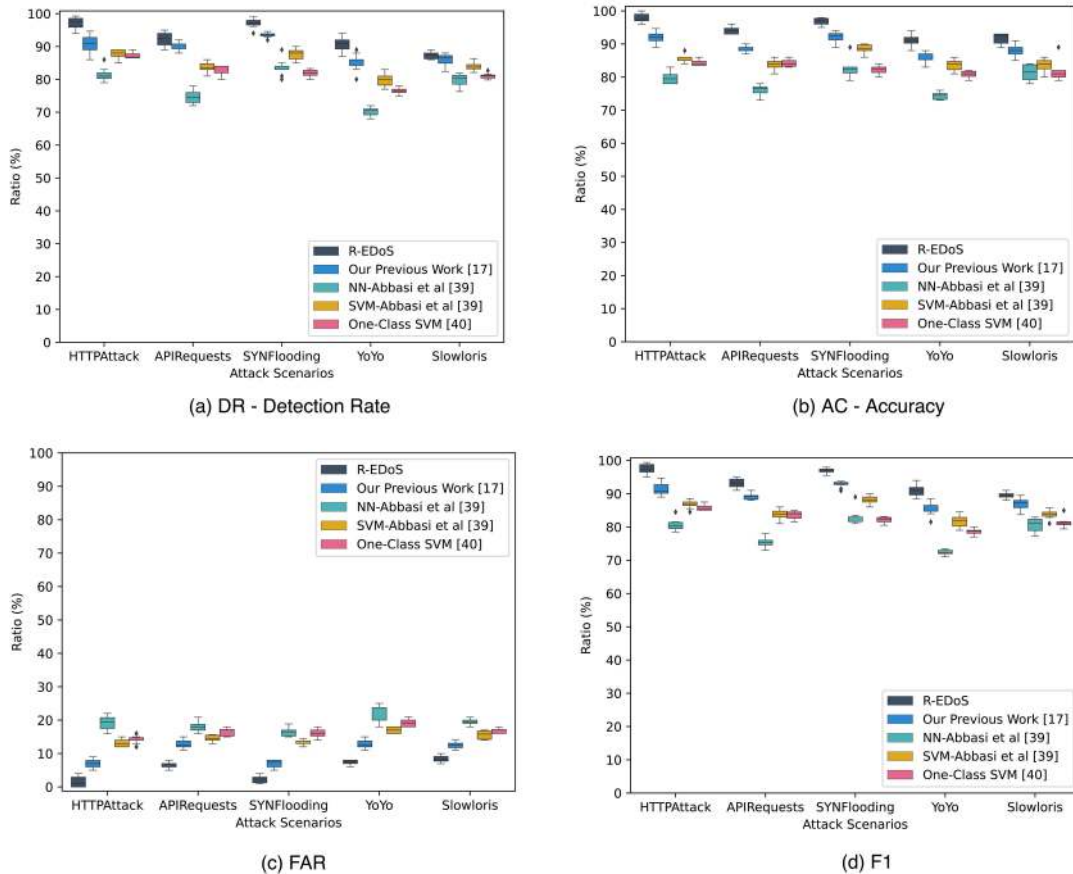 100
90
80
70
60
50
40
30
20
10
0
Ratio (%)
R-EDoS
Our Previous Work [17]
NN-Abbasi et al [39]
SVM-Abbasi et al [39]
One-Class SVM [40]
HTTPAttack APIRequests SYNFlooding YoYo Slowloris
Attack Scenarios
(a) DR - Detection Rate
100
90
80
70
60
50
40
30
20
10
0
Ratio (%)
R-EDoS
Our Previous Work [17]
NN-Abbasi et al [39]
SVM-Abbasi et al [39]
One-Class SVM [40]
HTTPAttack APIRequests SYNFlooding YoYo Slowloris
Attack Scenarios
(b) AC - Accuracy
100
90
80
70
60
50
40
30
20
10
0
Ratio (%)
R-EDoS
Our Previous Work [17]
NN-Abbasi et al [39]
SVM-Abbasi et al [39]
One-Class SVM [40]
HTTPAttack APIRequests SYNFlooding YoYo Slowloris
Attack Scenarios
(c) FAR
100
90
80
70
60
50
40
30
20
10
0
Ratio (%)
R-EDoS
Our Previous Work [17]
NN-Abbasi et al [39]
SVM-Abbasi et al [39]
One-Class SVM [40]
HTTPAttack APIRequests SYNFlooding YoYo Slowloris
Attack Scenarios
(d) F1